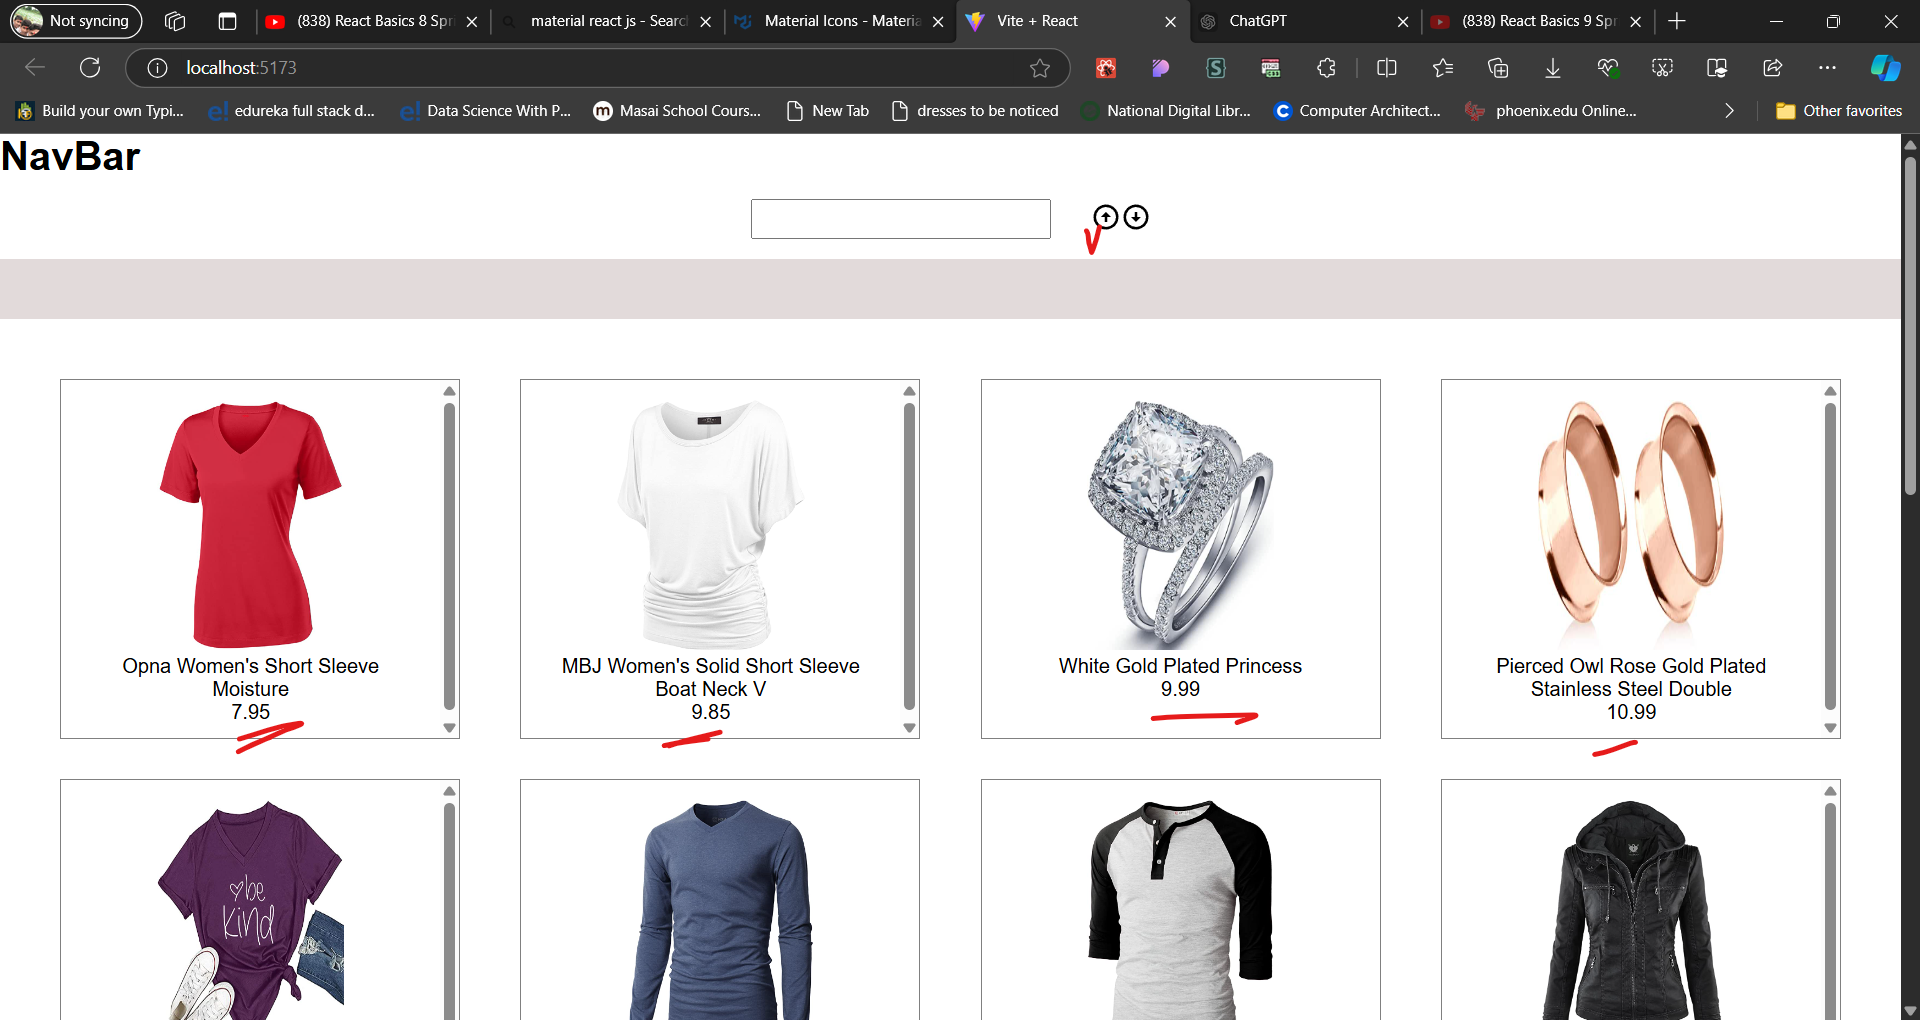 Not syncing
(838) React Basics 8 Spri
material react js - Search
Material Icons - Materia
Vite + React
ChatGPT
(838) React Basics 9 Spr
localhost:5173
Build your own Typi...
edureka full stack d...
Data Science With P...
Masai School Cours...
New Tab
dresses to be noticed
National Digital Libr...
Computer Architect...
phoenix.edu Online...
Other favorites
NavBar
Opna Women's Short Sleeve
Moisture
7.95
MBJ Women's Solid Short Sleeve
Boat Neck V
9.85
White Gold Plated Princess
9.99
Pierced Owl Rose Gold Plated
Stainless Steel Double
10.99
be
kind